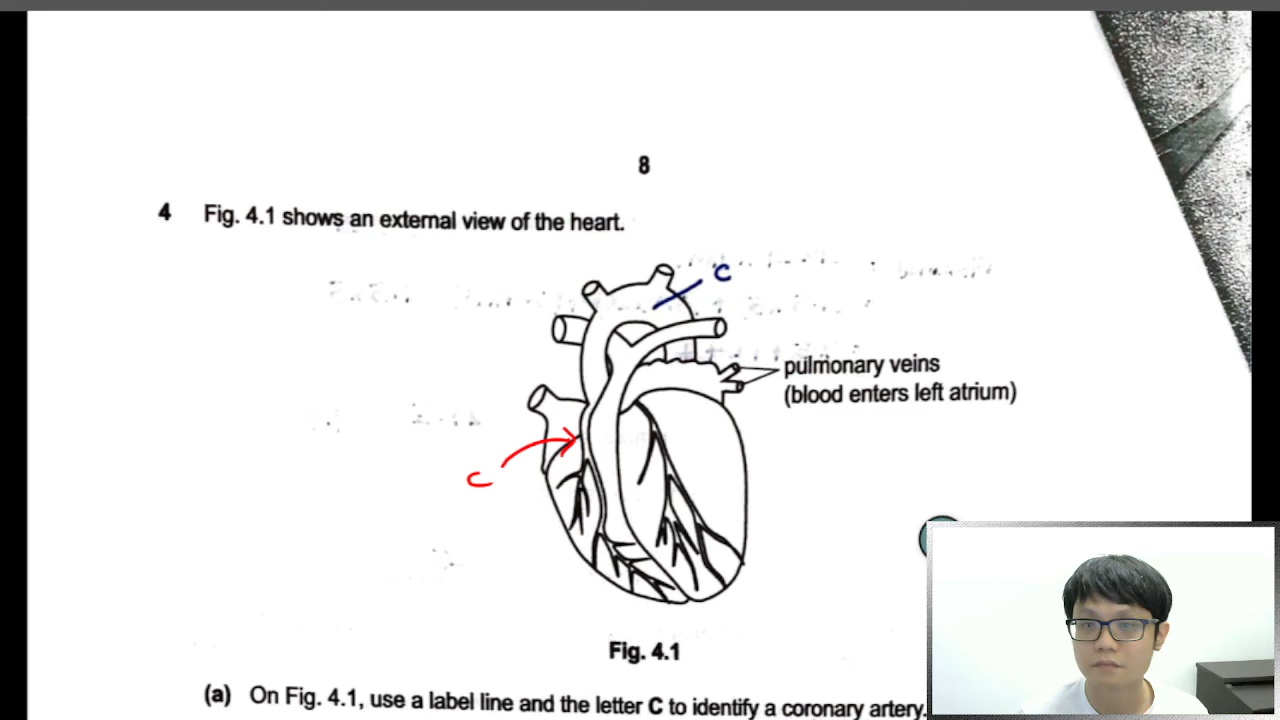 8
4 Fig. 4.1 shows an external view of the heart.
C
pulmonary veins
(blood enters left atrium)
C
Fig. 4.1
(a) On Fig. 4.1, use a label line and the letter C to identify a coronary artery.